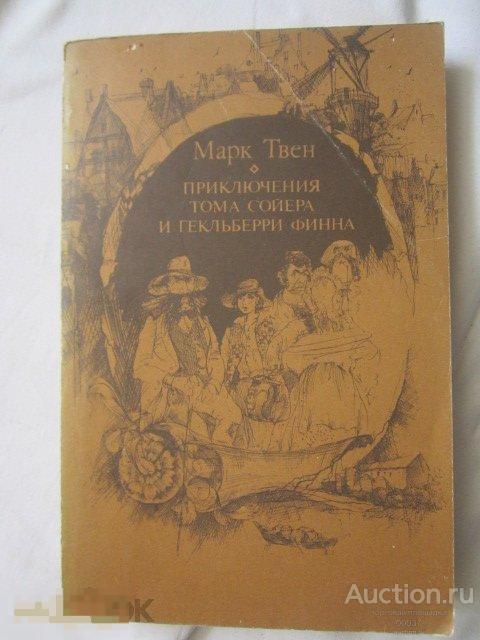 Марк Твен
ПРИКЛЮЧЕНИЯ
ТОМА СОЙЕРА
И ГЕКЛЬБЕРРИ ФИННА
Auction.ru